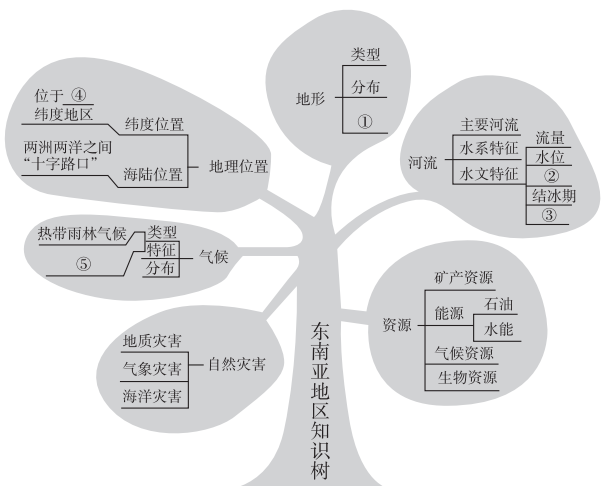 类型
地形
分布
①
位于④
纬度地区
纬度位置
两洲两洋之间
“十字路口”
海陆位置
地理位置
主要河流
河流
水系特征
水文特征
流量
水位
②
结冰期
③
热带雨林气候
类型
特征
⑤
分布
气候
矿产资源
资源
能源
石油
水能
气候资源
生物资源
地质灾害
气象灾害
海洋灾害
自然灾害
东南亚地区知识树